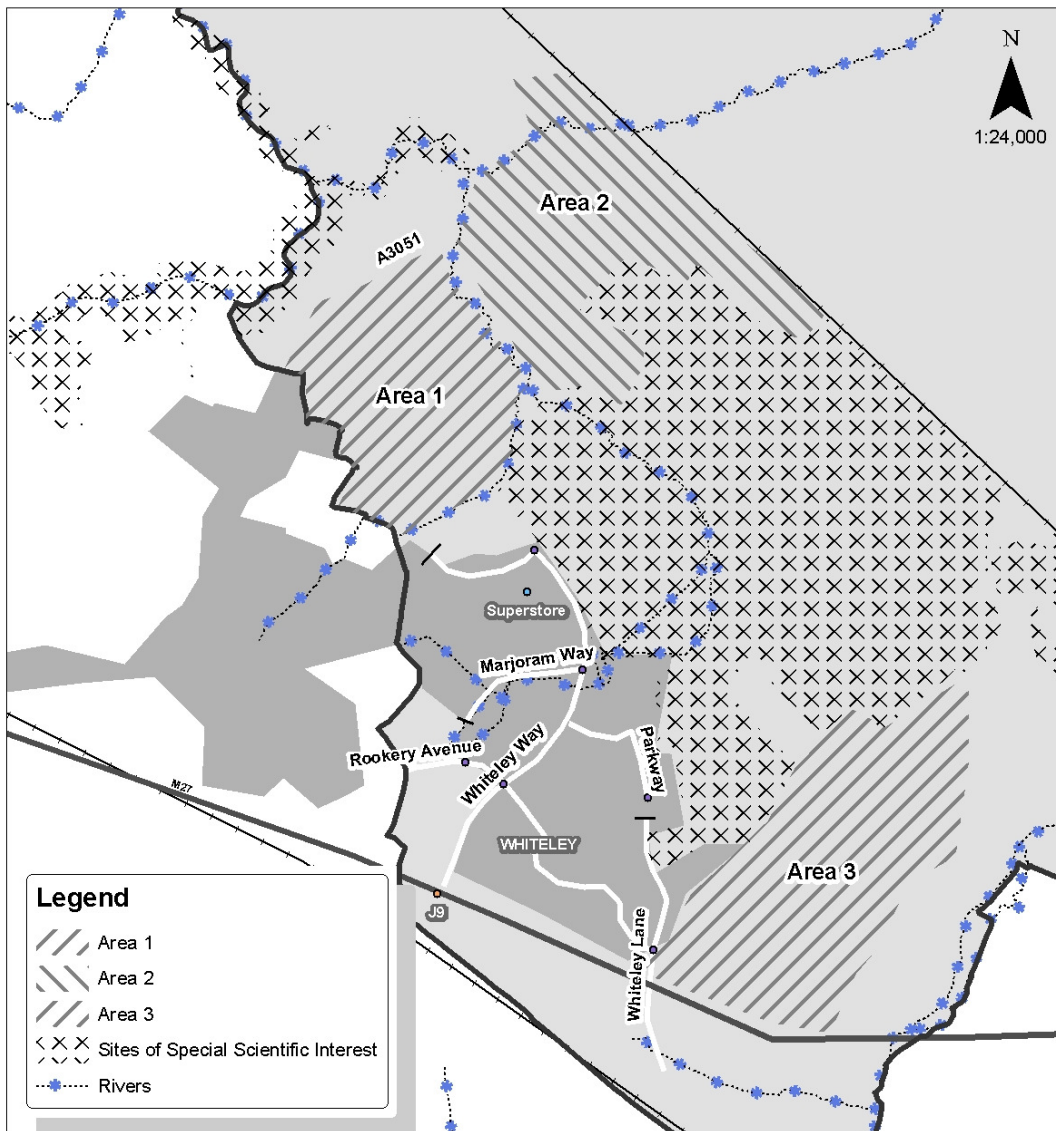 N
1:24,000
Area 2
A3051
Area 1
Superstore
Marjoram Way
Rookery Avenue
Whiteley Way
Parkway
M27
WHITELEY
Area 3
J9
Whiteley Lane
Legend
Area 1
Area 2
Area 3
Sites of Special Scientific Interest
Rivers